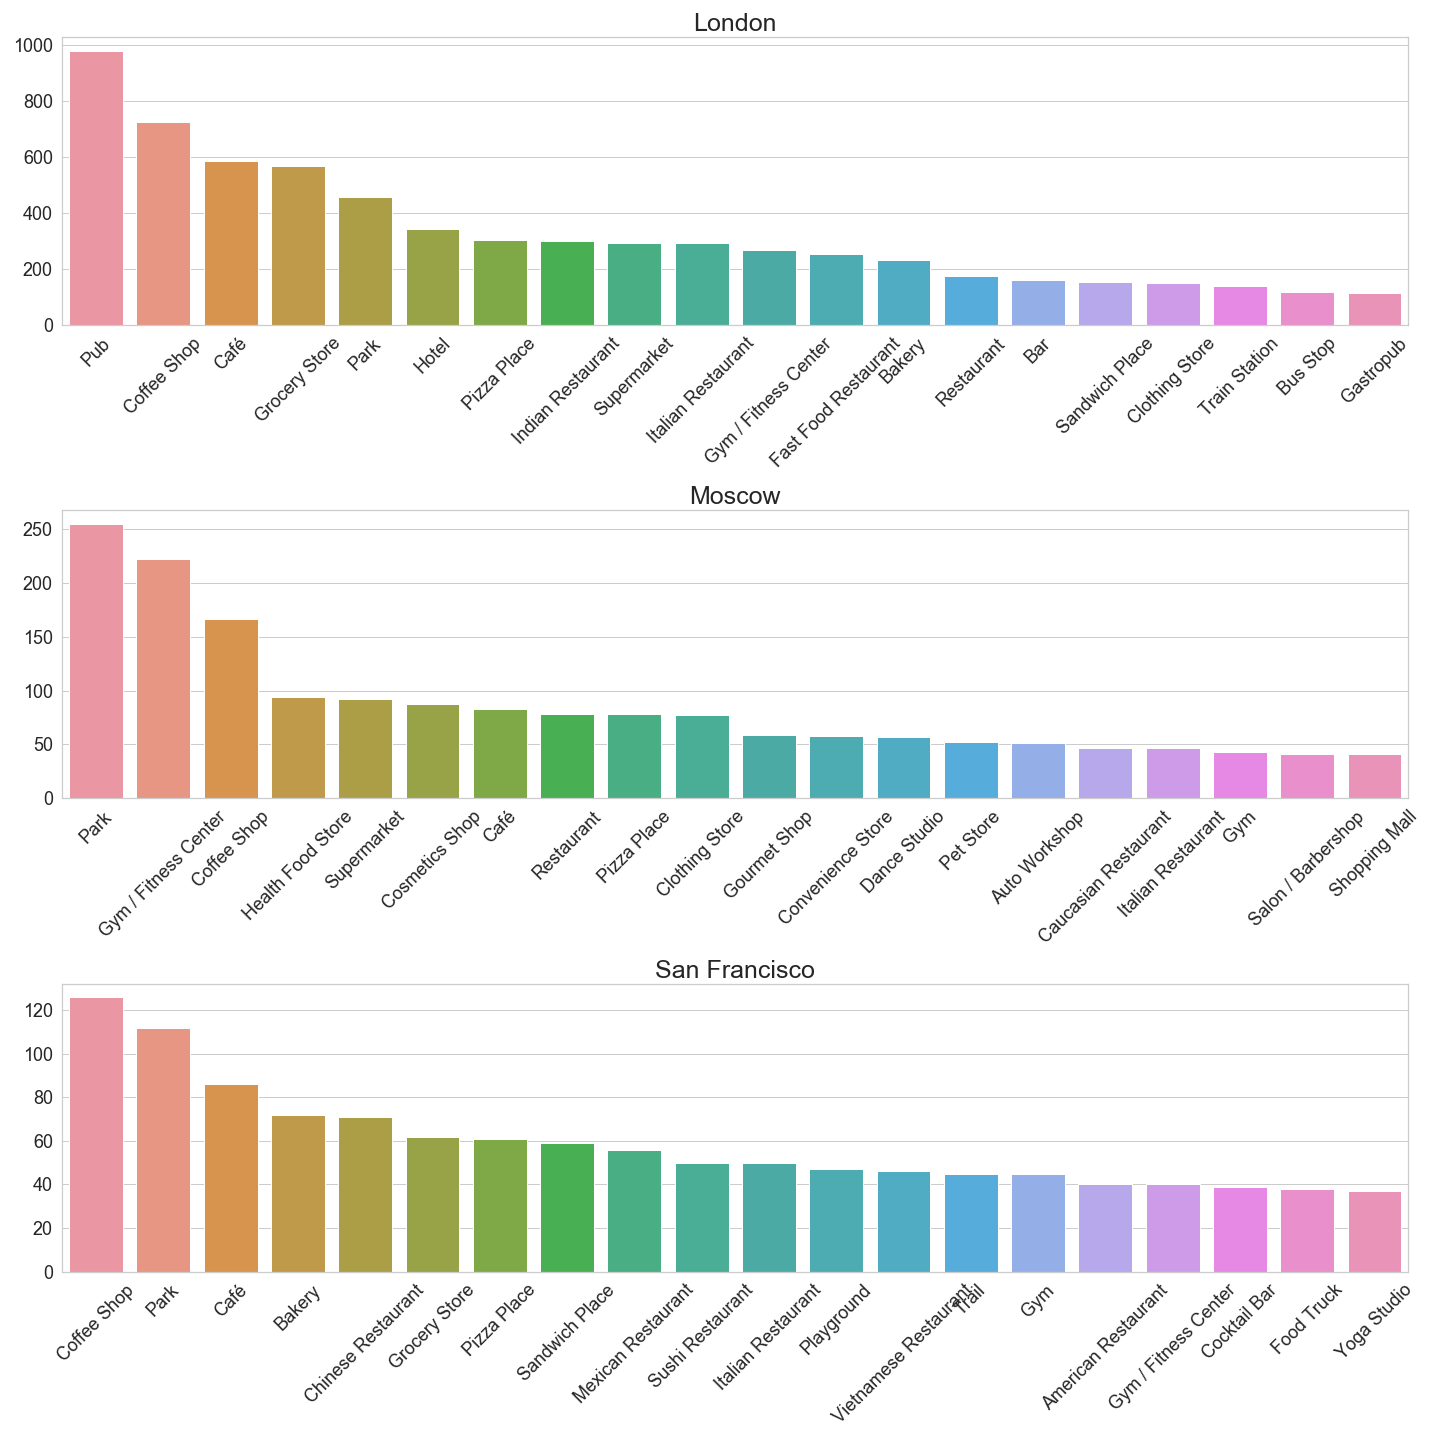 London
1000
800
600
400
200
0
Pub
Coffee Shop
Café
Grocery Store
Park
Hotel
Pizza Place
Indian Restaurant
Supermarket
Italian Restaurant
Gym / Fitness Center
Fast Food Restaurant
Bakery
Restaurant
Bar
Sandwich Place
Clothing Store
Train Station
Bus Stop
Gastropub
Moscow
250
200
150
100
50
0
Park
Gym / Fitness Center
Coffee Shop
Health Food Store
Supermarket
Cosmetics Shop
Café
Restaurant
Pizza Place
Clothing Store
Gourmet Shop
Convenience Store
Dance Studio
Pet Store
Auto Workshop
Caucasian Restaurant
Italian Restaurant
Gym
Salon / Barbershop
Shopping Mall
San Francisco
120
100
80
60
40
20
0
Coffee Shop
Park
Café
Bakery
Chinese Restaurant
Grocery Store
Pizza Place
Sandwich Place
Mexican Restaurant
Sushi Restaurant
Italian Restaurant
Playground
Vietnamese Restaurant
Trail
Gym
American Restaurant
Gym / Fitness Center
Cocktail Bar
Food Truck
Yoga Studio